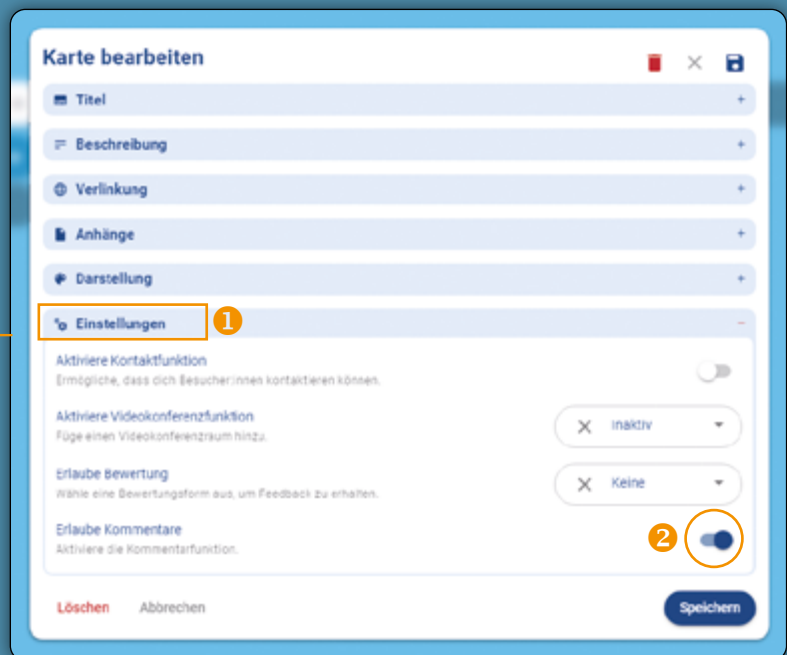 Karte bearbeiten
Titel
Beschreibung
Verlinkung
Anhänge
Darstellung
Einstellungen 1
Aktiviere Kontaktfunktion
Ermögliche, dass dich Besucher:innen kontaktieren können.
Aktiviere Videokonferenzfunktion
Füge einen Videokonferenzraum hinzu.
Inaktiv
Erlaube Bewertung
Wähle eine Bewertungsform aus, um Feedback zu erhalten.
Keine
Erlaube Kommentare
Aktiviere die Kommentarfunktion.
2
Löschen Abbrechen Speichern